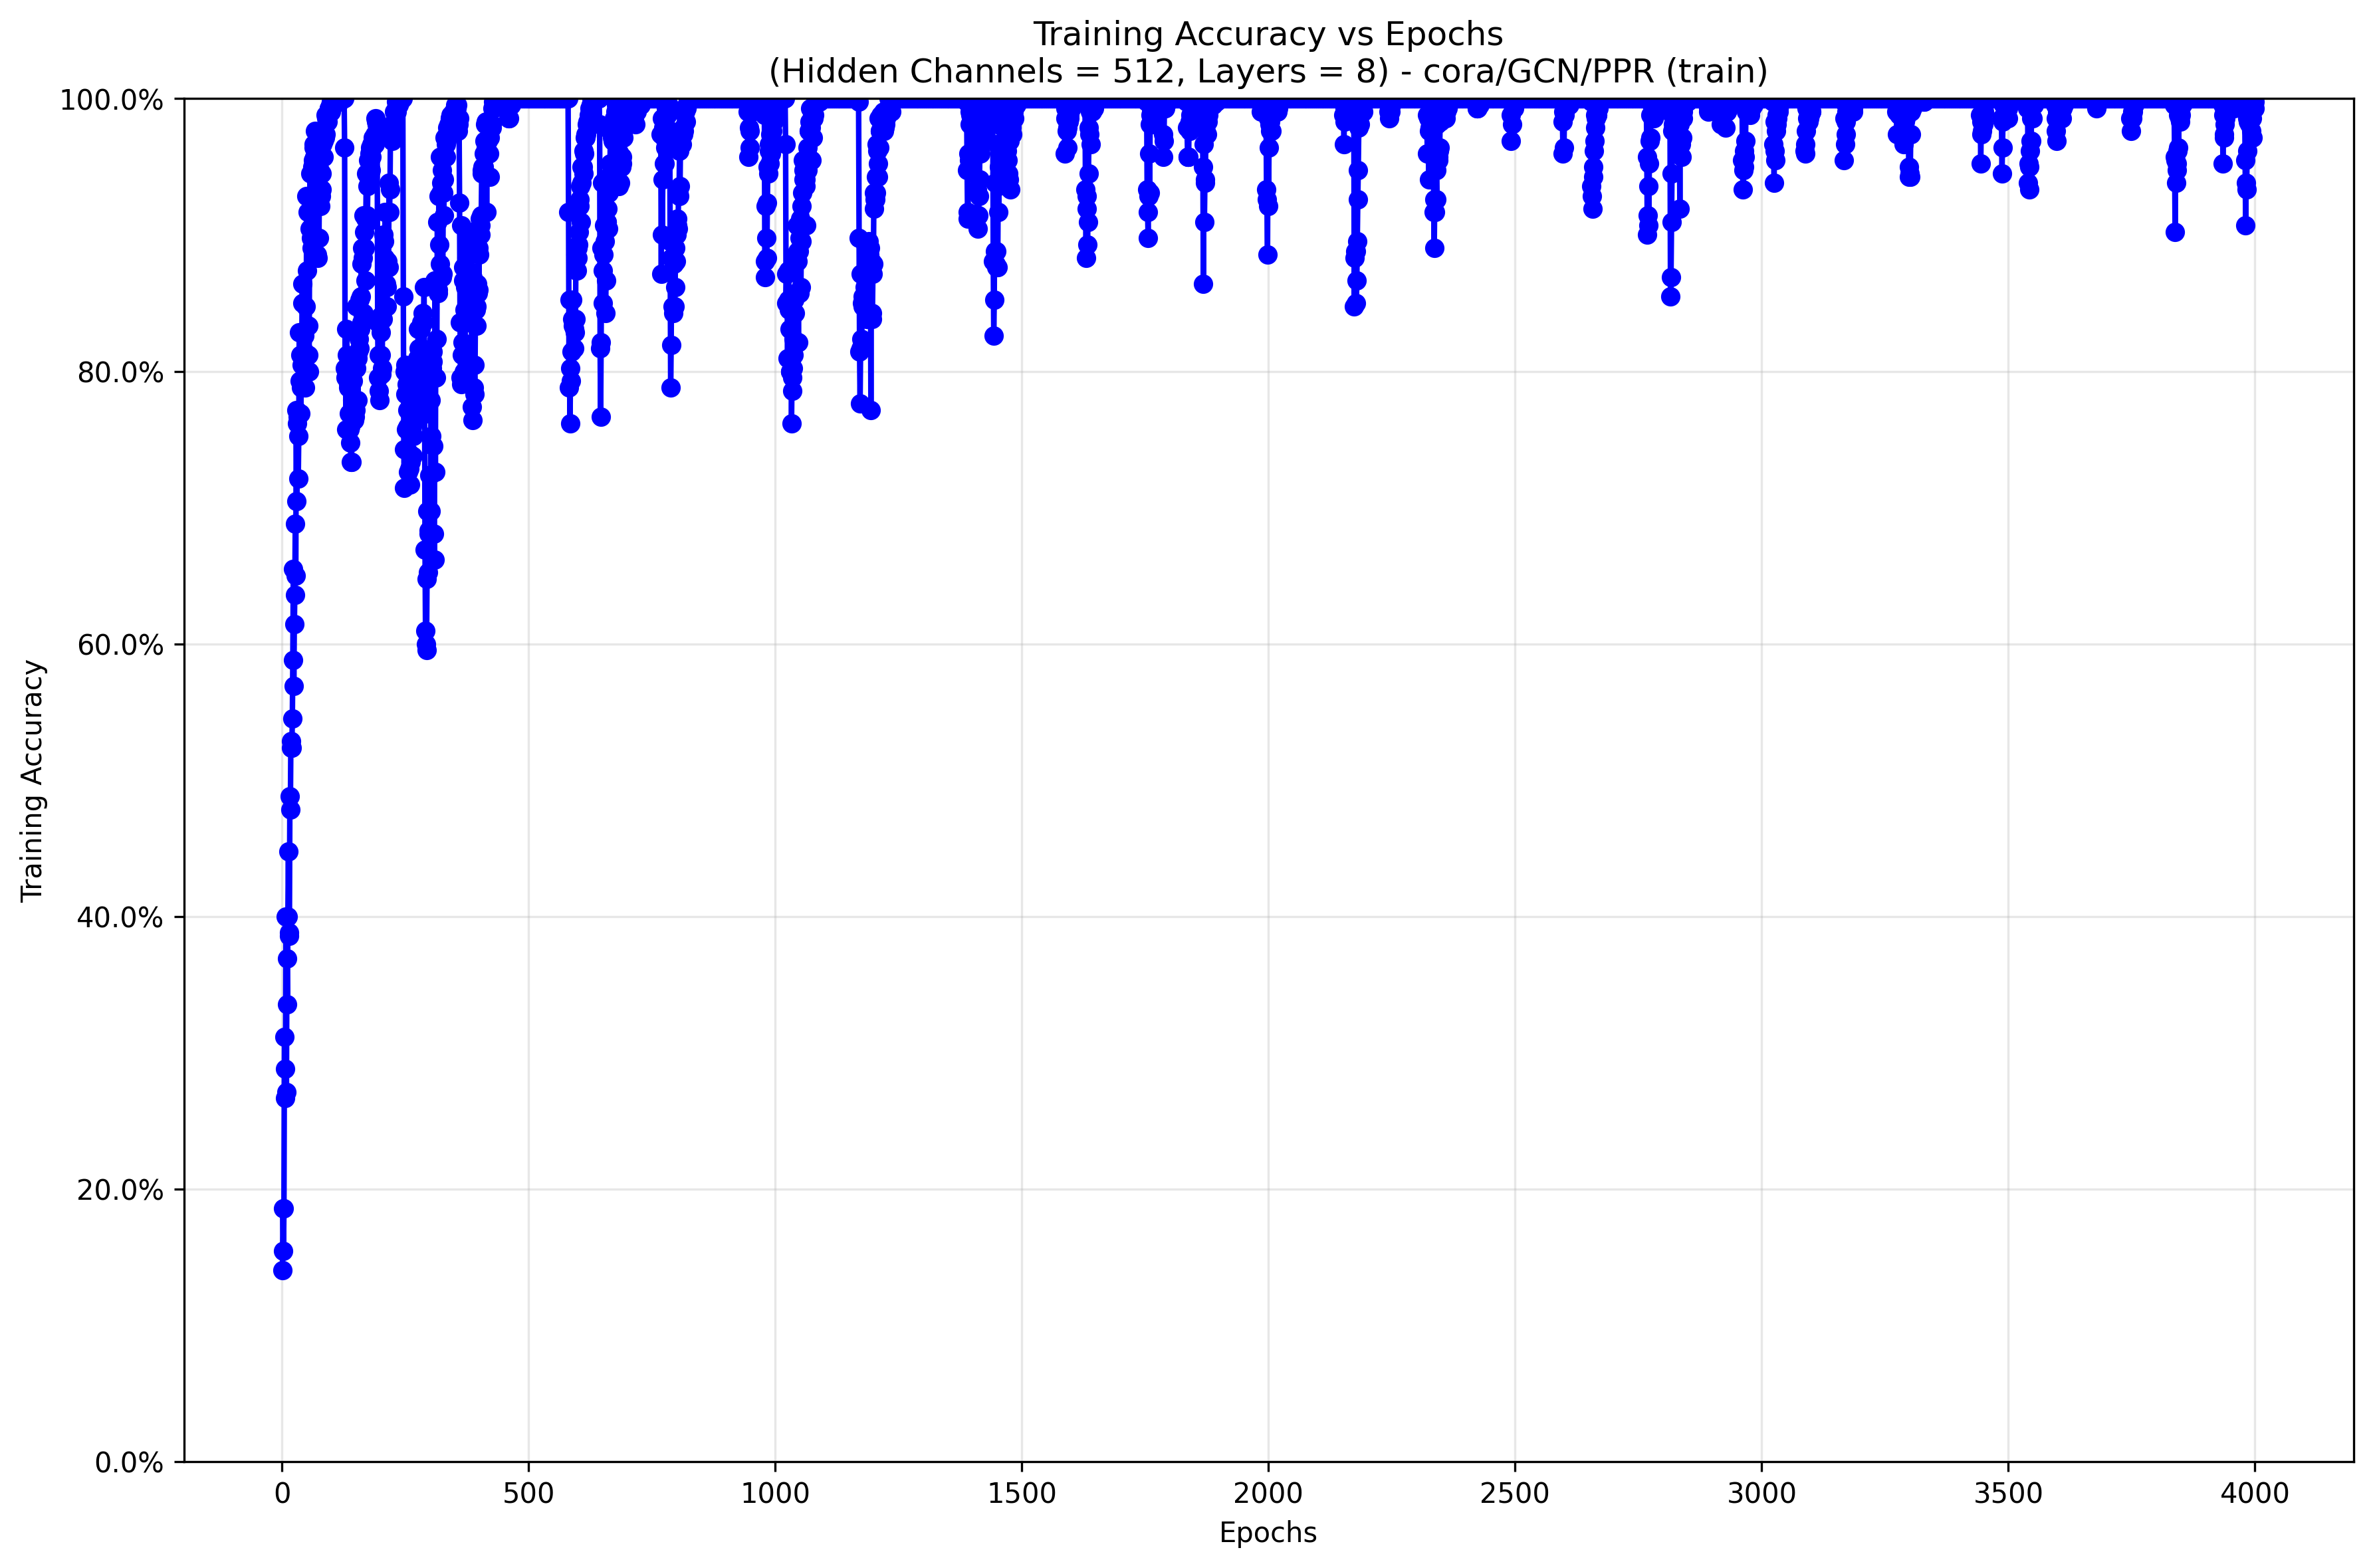 Training Accuracy vs Epochs
(Hidden Channels = 512, Layers = 8) - cora/GCN/PPR (train)
Training Accuracy
100.0%
80.0%
60.0%
40.0%
20.0%
0.0%
0 500 1000 1500 2000 2500 3000 3500 4000
Epochs